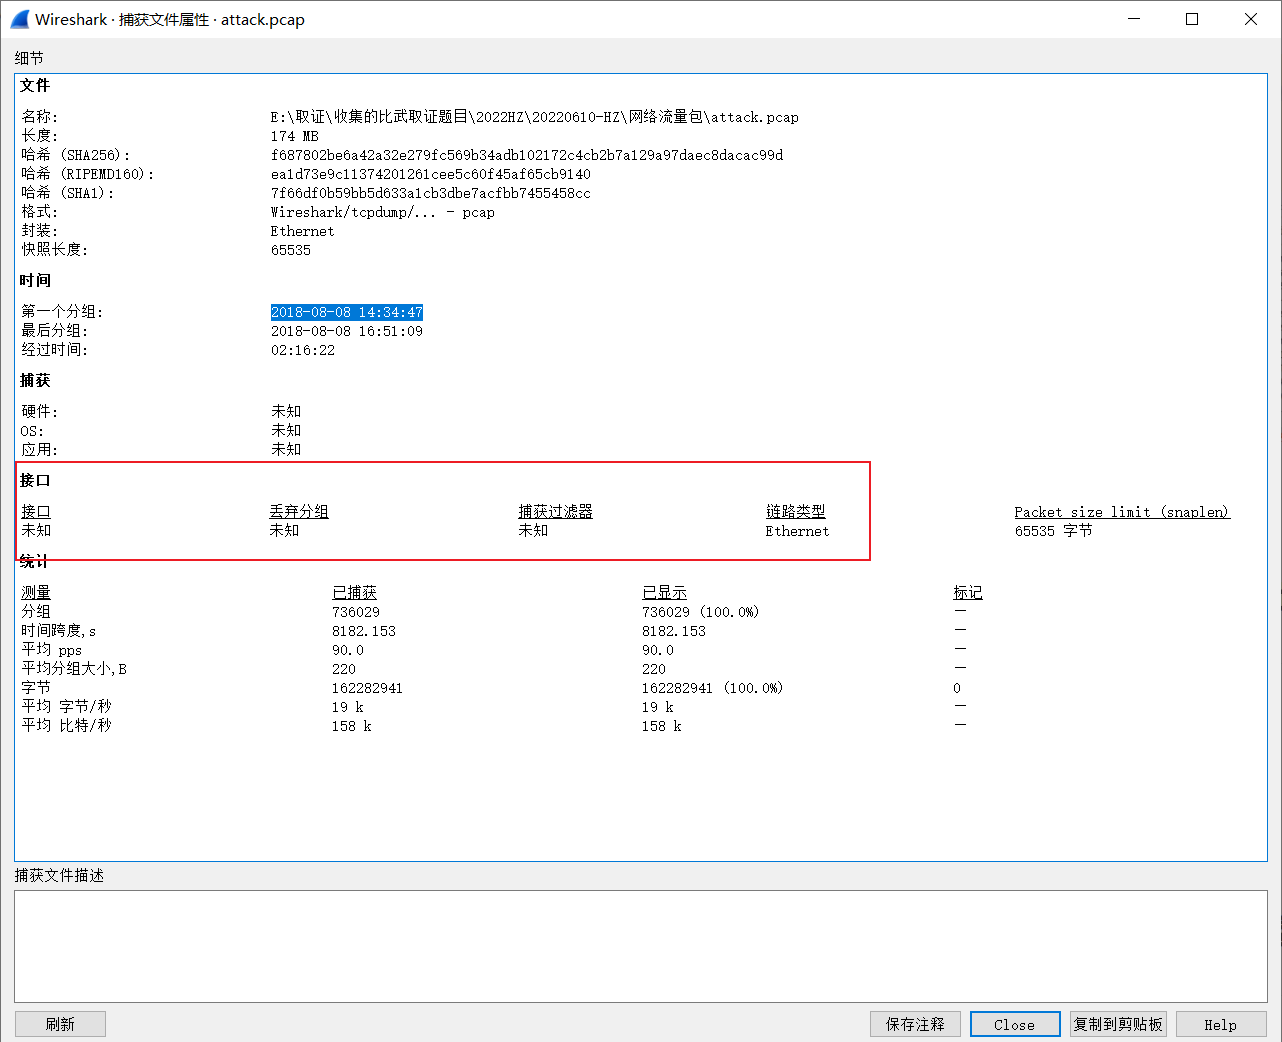 Wireshark · 捕获文件属性 · attack.pcap
细节
文件
名称: E:\取证\收集的比武取证题目\2022HZ\20220610-HZ\网络流量包\attack.pcap
长度: 174 MB
哈希 (SHA256): f687802be6a42a32e279fc569b34adb102172c4cb2b7a129a97daec8dacac99d
哈希 (RIPEMD160): ea1d73e9c11374201261cee5c60f45af65cb9140
哈希 (SHA1): 7f66df0b59bb5d633a1cb3dbe7acfbb7455458cc
格式: Wireshark/tcpdump/... - pcap
封装: Ethernet
快照长度: 65535
时间
第一个分组: 2018-08-08 14:34:47
最后分组: 2018-08-08 16:51:09
经过时间: 02:16:22
捕获
硬件: 未知
OS: 未知
应用: 未知
接口
接口 丢弃分组 捕获过滤器 链路类型 Packet size limit (snaplen)
未知 未知 未知 Ethernet 65535 字节
统计
测量 已捕获 已显示 标记
分组 736029 736029 (100.0%) —
时间跨度,s 8182.153 8182.153 —
平均 pps 90.0 90.0 —
平均分组大小,B 220 220 —
字节 162282941 162282941 (100.0%) 0
平均 字节/秒 19 k 19 k —
平均 比特/秒 158 k 158 k —
捕获文件描述
刷新 保存注释 Close 复制到剪贴板 Help